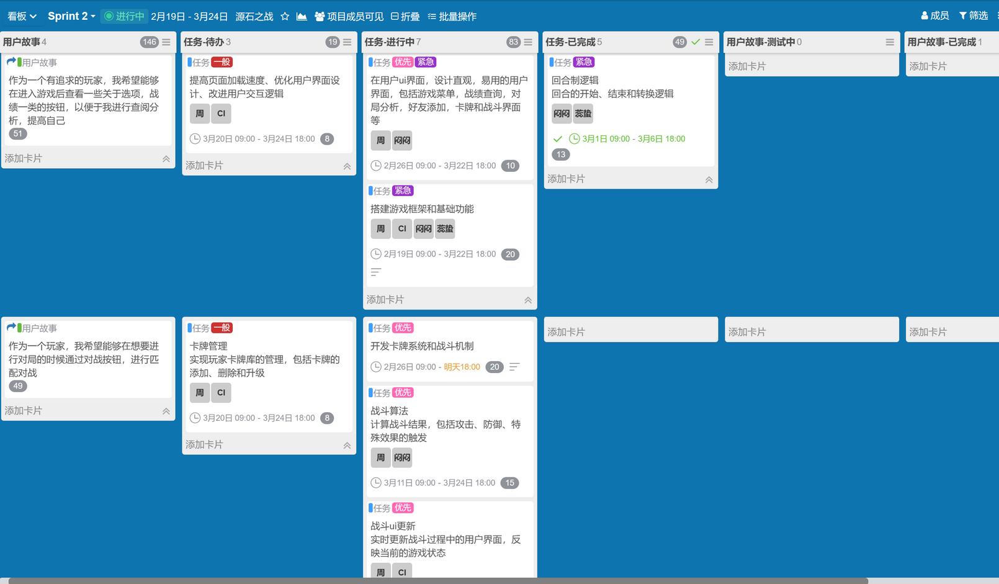 看板 Sprint 2 进行中 2月19日 - 3月24日 源石之战 项目成员可见 折叠 批量操作 成员 筛选
用户故事 4 146
任务-待办 3 19
任务-进行中 7 83
任务-已完成 5 49
用户故事-测试中 0
用户故事-已完成 1
用户故事
作为一个有追求的玩家，我希望能够
在进入游戏后查看一些关于选项，战
绩一类的按钮，以便于我进行查阅分
析，提高自己
51
添加卡片
任务 一般
提高页面加载速度、优化用户界面设
计、改进用户交互逻辑
周 CI
3月20日 09:00 - 3月24日 18:00 8
添加卡片
任务 优先 紧急
在用户ui界面，设计直观，易用的用户
界面，包括游戏菜单，战绩查询，对
局分析，好友添加，卡牌和战斗界面
等
周 闷闷
2月26日 09:00 - 3月22日 18:00 10
任务 紧急
搭建游戏框架和基础功能
周 CI 闷闷 蕊蛰
2月19日 09:00 - 3月22日 18:00 20
添加卡片
任务 紧急
回合制逻辑
回合的开始、结束和转换逻辑
闷闷 蕊蛰
3月1日 09:00 - 3月6日 18:00
13
添加卡片
添加卡片
添加卡片
用户故事
作为一个玩家，我希望能够在想要进
行对局的时候通过对战按钮，进行匹
配对战
49
添加卡片
任务 一般
卡牌管理
实现玩家卡牌库的管理，包括卡牌的
添加、删除和升级
周 CI
3月20日 09:00 - 3月24日 18:00 8
添加卡片
任务 优先
开发卡牌系统和战斗机制
2月26日 09:00 - 明天18:00 20
任务 优先
战斗算法
计算战斗结果，包括攻击、防御、特
殊效果的触发
周 闷闷
3月11日 09:00 - 3月24日 18:00 15
任务 优先
战斗ui更新
实时更新战斗过程中的用户界面，反
映当前的游戏状态
周 CI
添加卡片
添加卡片
添加卡片